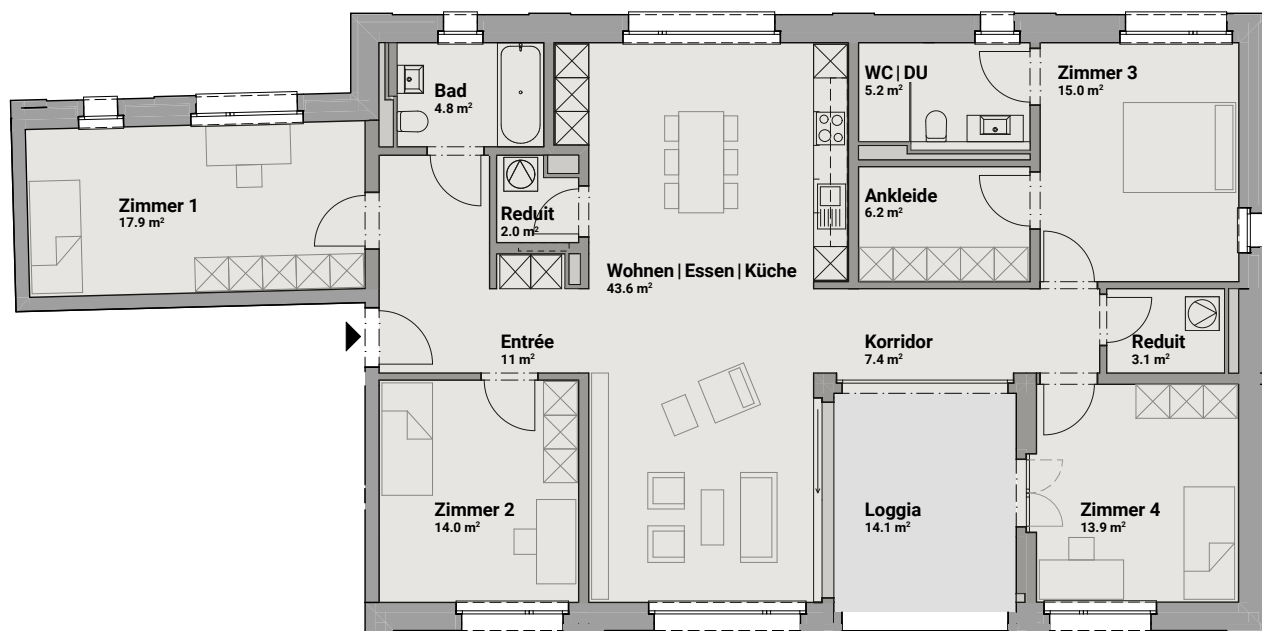 Bad
4.8 m²
WC | DU
5.2 m²
Zimmer 3
15.0 m²
Zimmer 1
17.9 m²
Reduit
2.0 m²
Ankleide
6.2 m²
Wohnen | Essen | Küche
43.6 m²
Entrée
11 m²
Korridor
7.4 m²
Reduit
3.1 m²
Zimmer 2
14.0 m²
Loggia
14.1 m²
Zimmer 4
13.9 m²